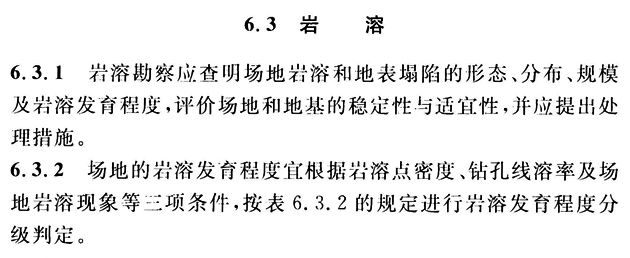 6.3 岩 溶
6.3.1 岩溶勘察应查明场地岩溶和地表塌陷的形态、分布、规模
及岩溶发育程度,评价场地和地基的稳定性与适宜性,并应提出处
理措施。
6.3.2 场地的岩溶发育程度宜根据岩溶点密度、钻孔线溶率及场
地岩溶现象等三项条件,按表 6.3.2 的规定进行岩溶发育程度分
级判定。